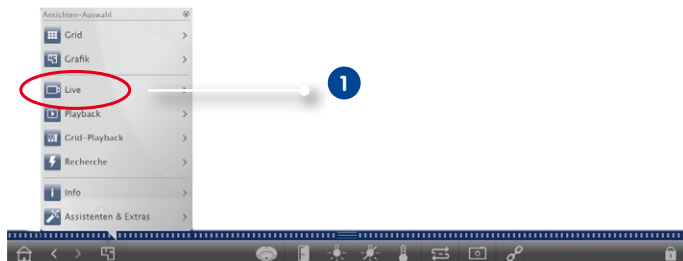 Ansichten-Auswahl
Grid
Grafik
Live
1
Playback
Grid-Playback
Recherche
Info
Assistenten & Extras